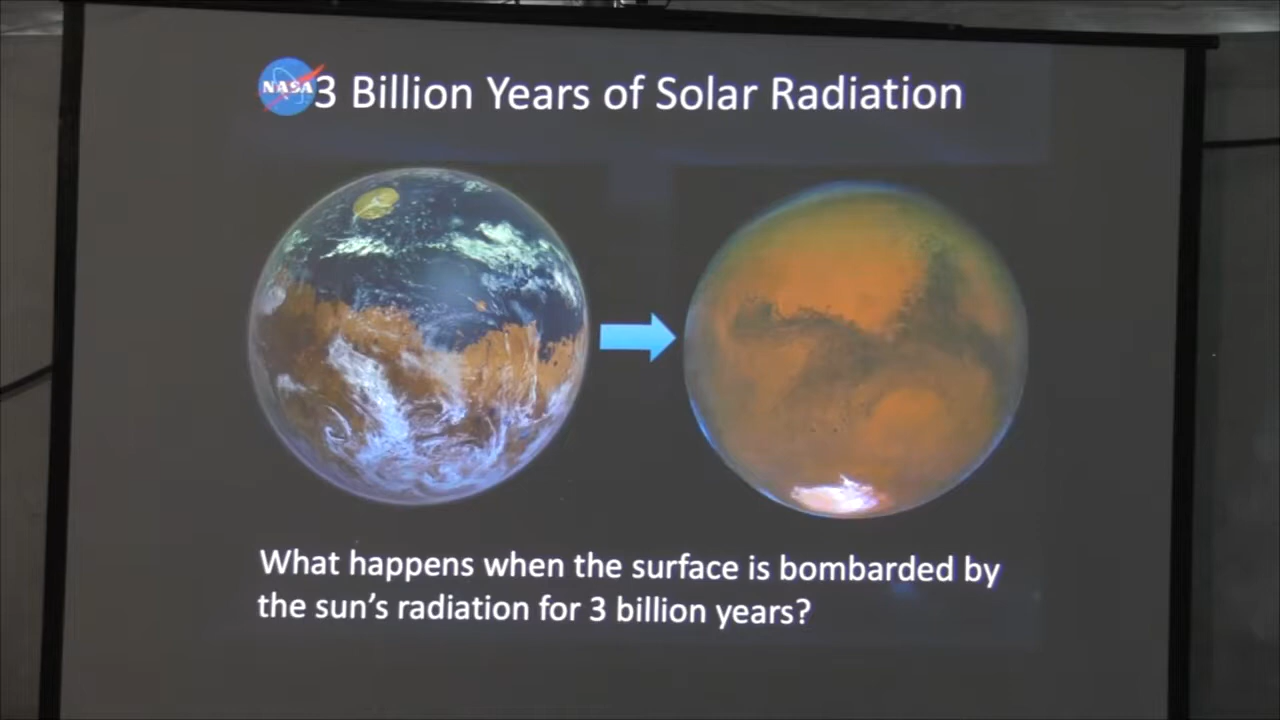 NASA
3 Billion Years of Solar Radiation
What happens when the surface is bombarded by
the sun's radiation for 3 billion years?